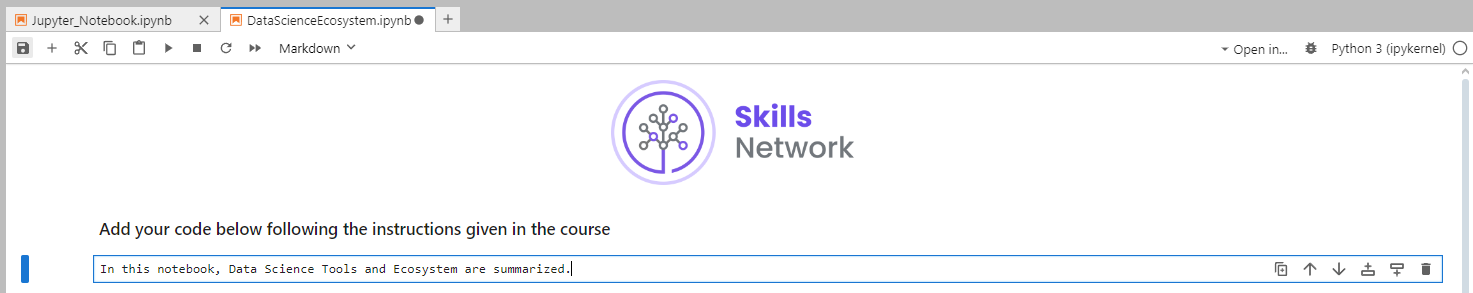 Jupyter_Notebook.ipynb DataScienceEcosystem.ipynb
Markdown Open in... Python 3 (ipykernel)
Skills
Network
Add your code below following the instructions given in the course
In this notebook, Data Science Tools and Ecosystem are summarized.